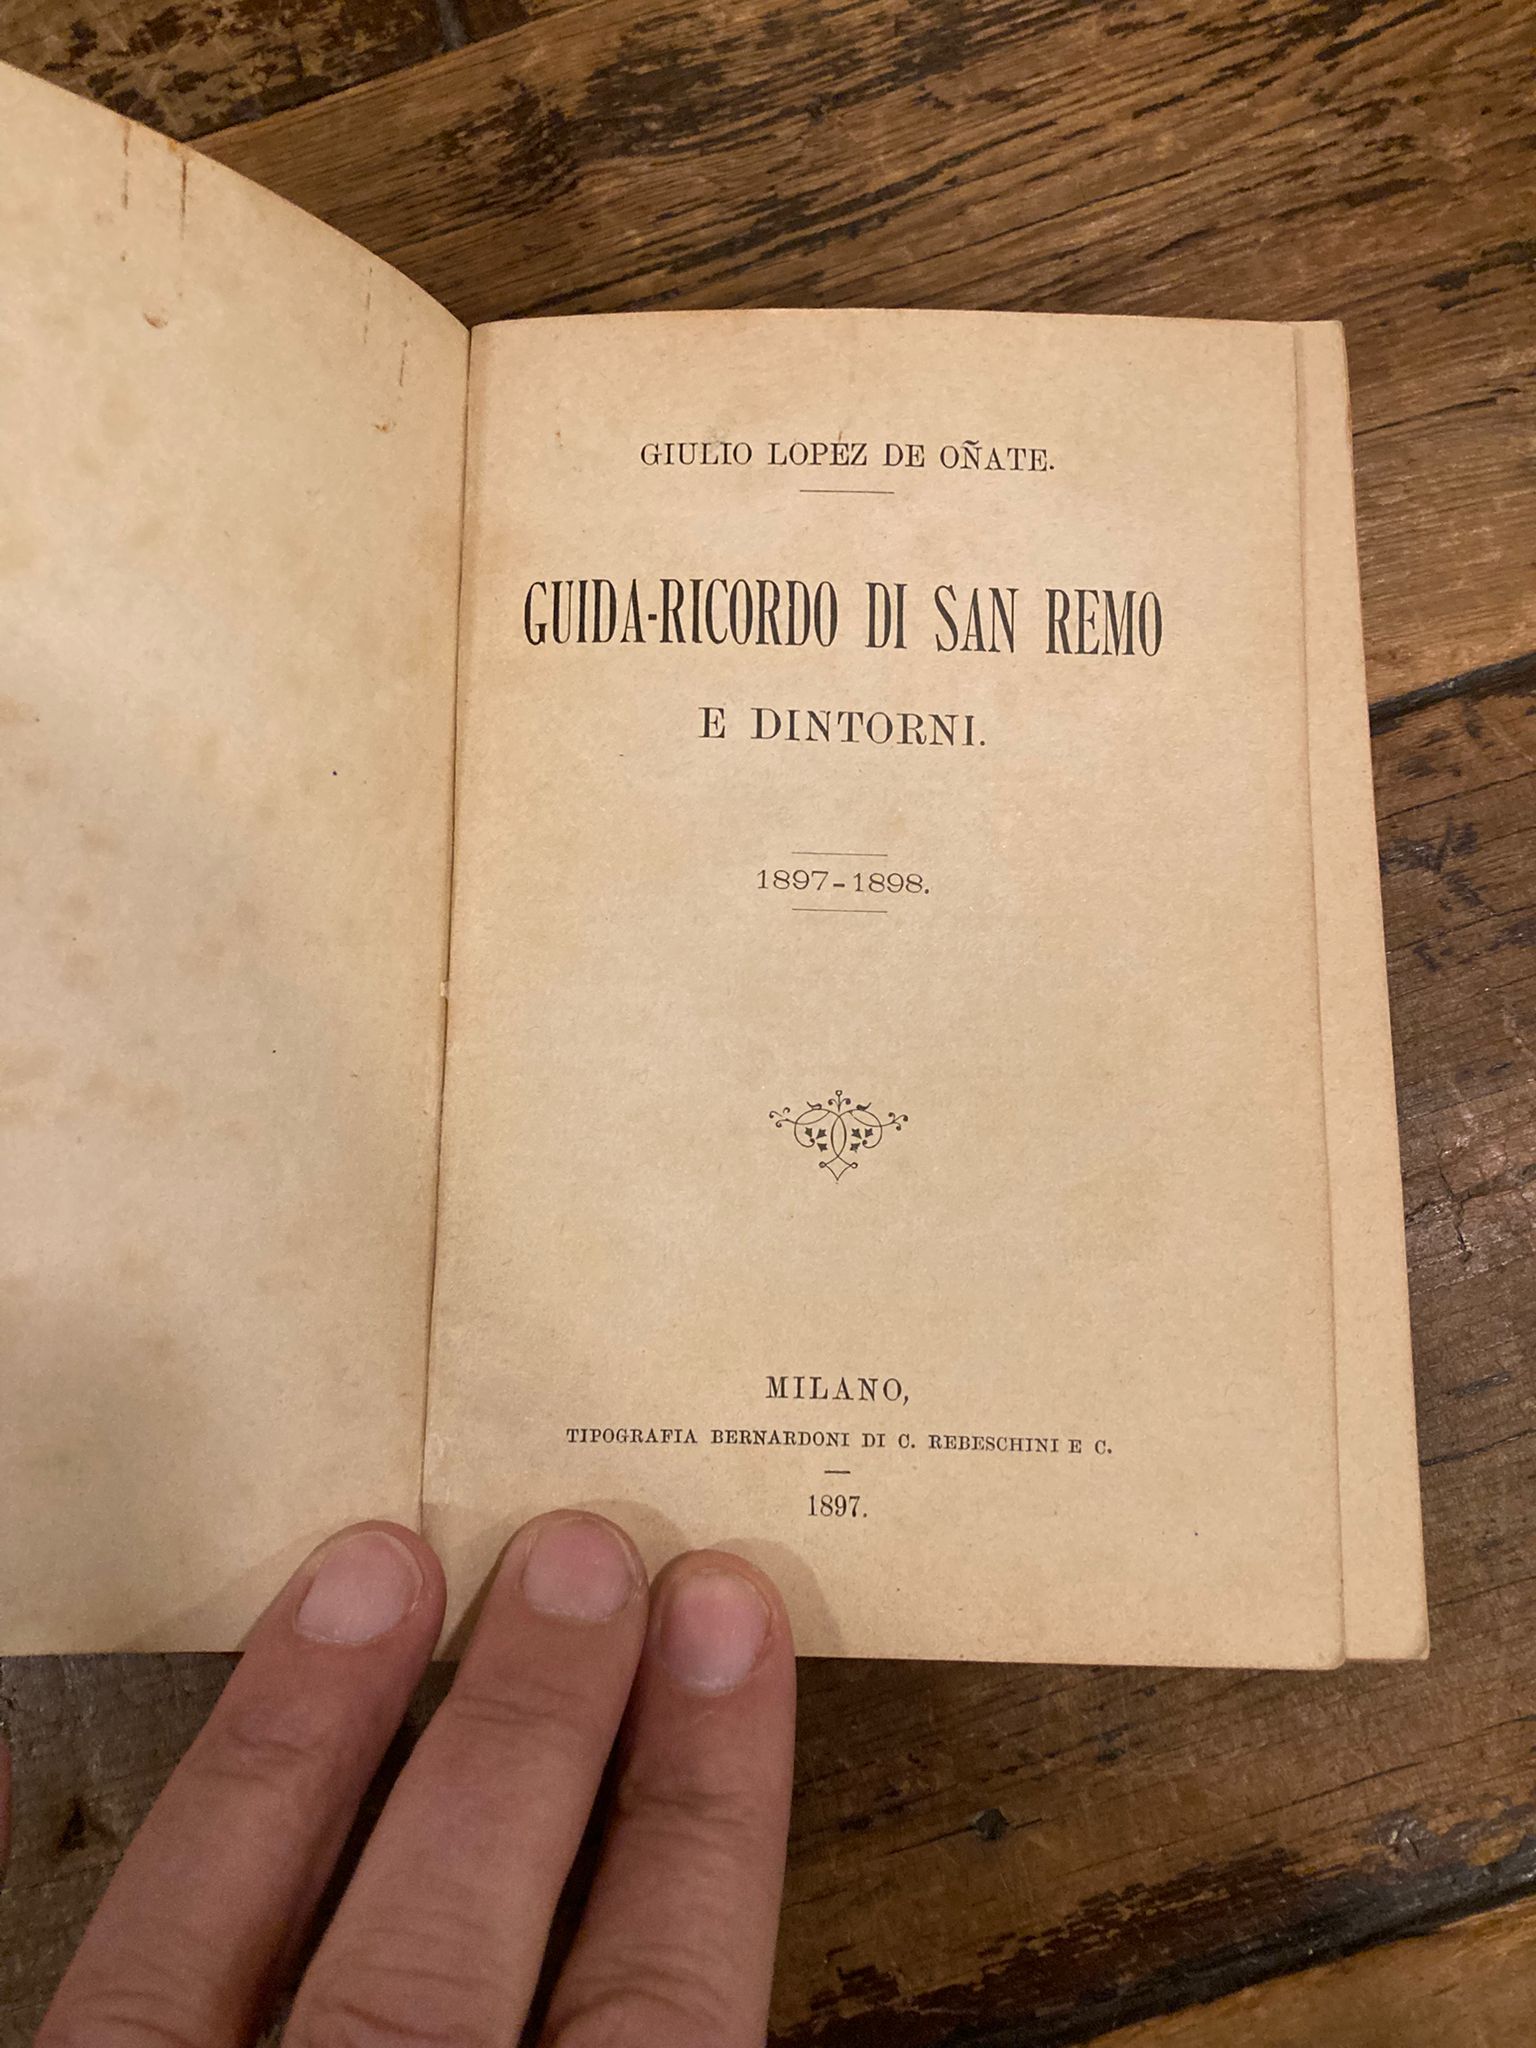 GIULIO LOPEZ DE OÑATE.
GUIDA-RICORDO DI SAN REMO
E DINTORNI.
1897-1898.
MILANO,
TIPOGRAFIA BERNARDONI DI C. REBESCHINI E C.
1897.